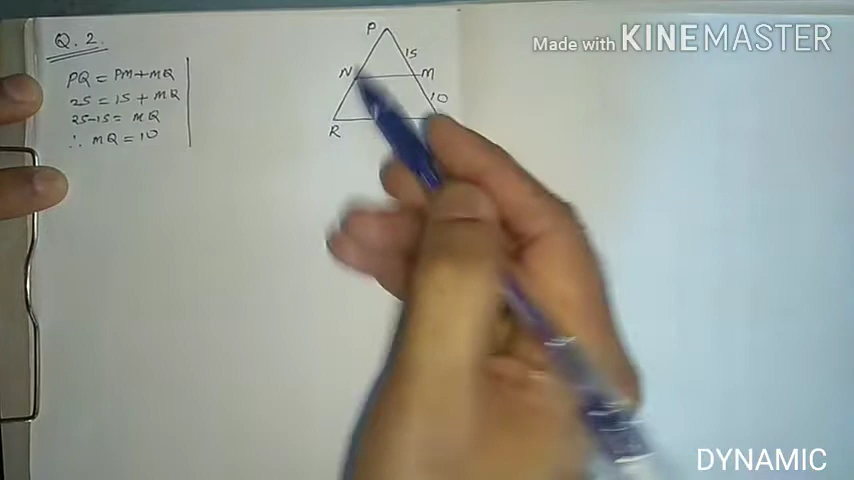 Q.2.
PQ = PM+MQ
25 = 15 + MQ
25-15 = MQ
∴ MQ = 10
P
15
N
M
10
R
Made with KINEMASTER
DYNAMIC